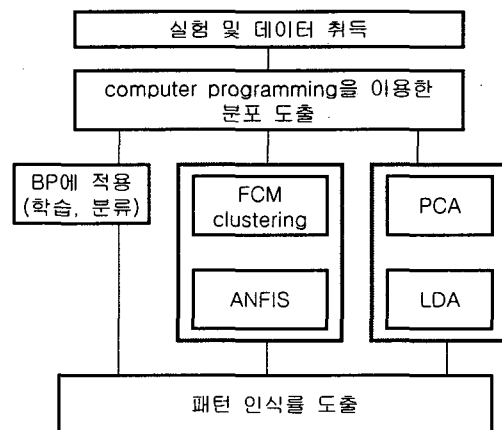 실험 및 데이터 취득
computer programming을 이용한
분포 도출
BP에 적용
(학습, 분류)
FCM
clustering
ANFIS
PCA
LDA
패턴 인식률 도출